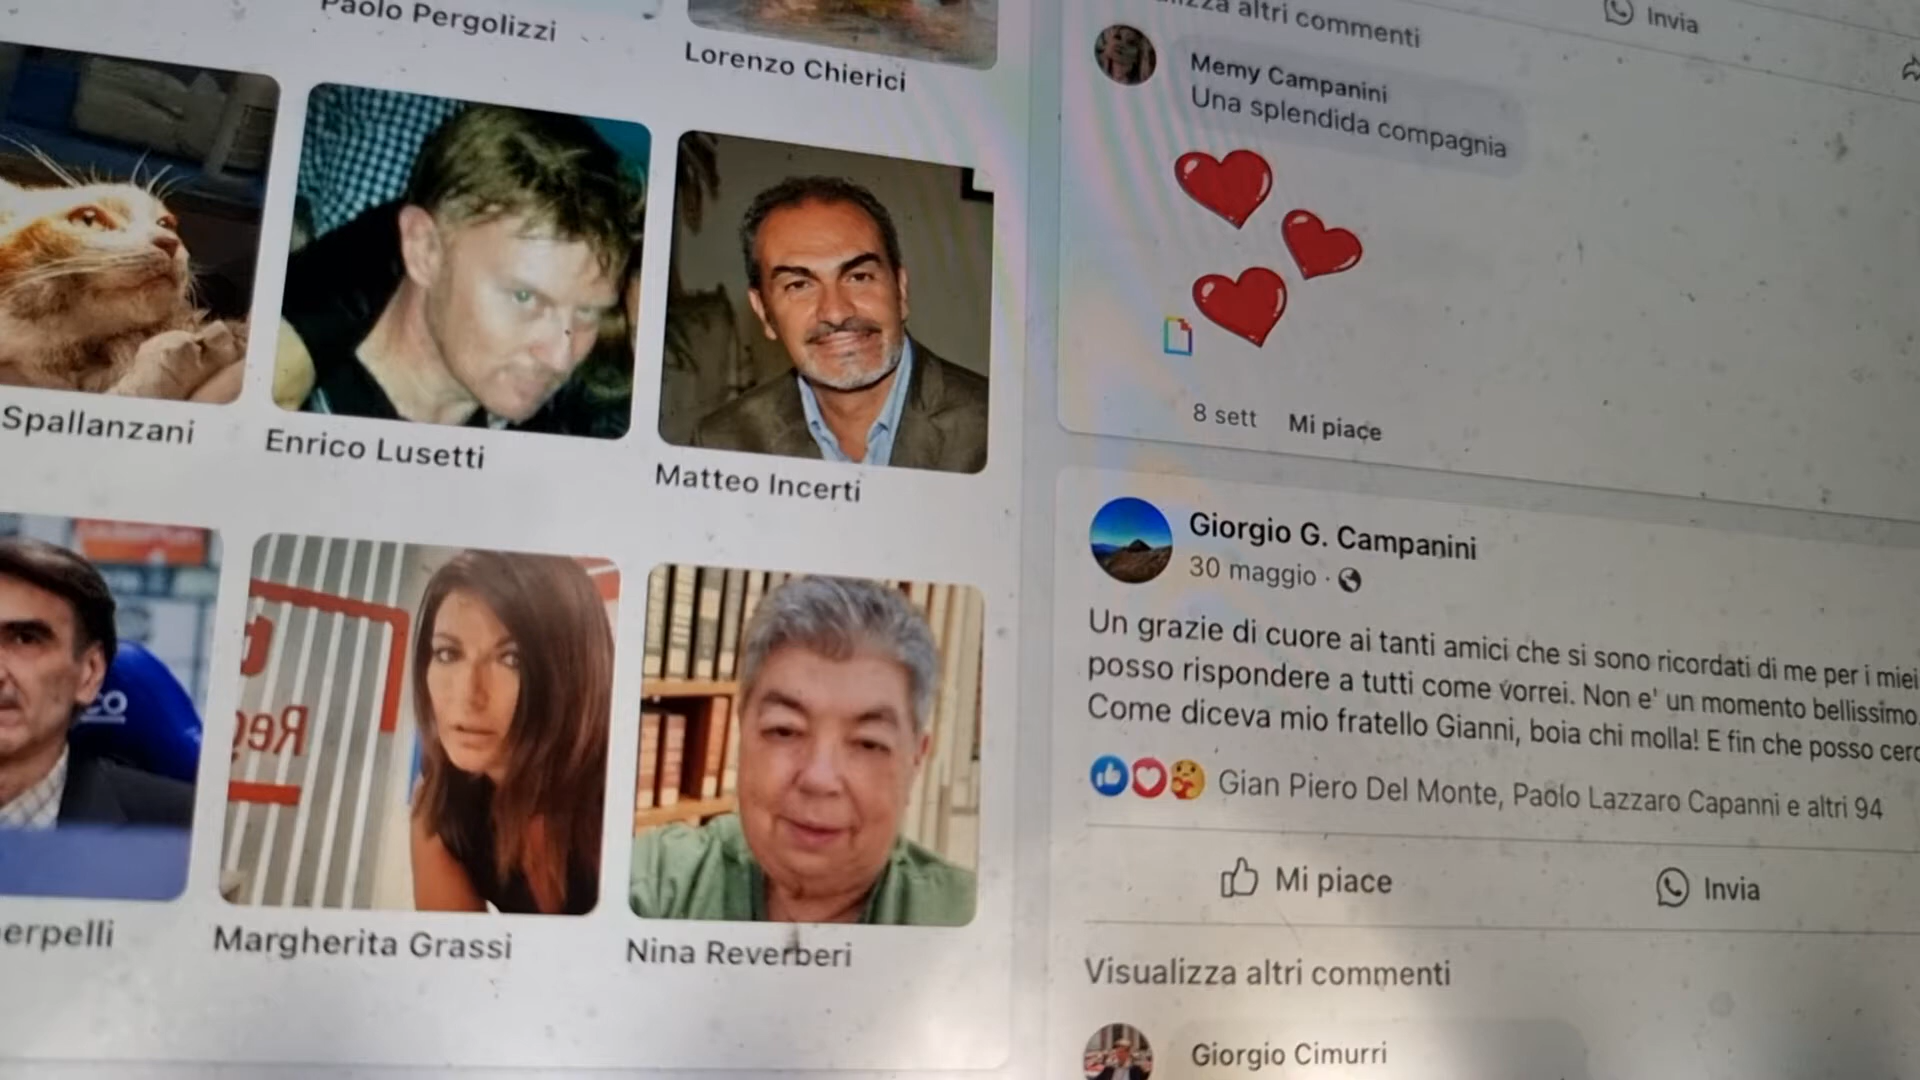 Paolo Pergolizzi
Lorenzo Chierici
Spallanzani
Enrico Lusetti
Matteo Incerti
erpelli
Margherita Grassi
Nina Reverberi
altri commenti
Invia
Memy Campanini
Una splendida compagnia
8 sett Mi piace
Giorgio G. Campanini
30 maggio ·
Un grazie di cuore ai tanti amici che si sono ricordati di me per i miei
posso rispondere a tutti come vorrei. Non e' un momento bellissimo
Come diceva mio fratello Gianni, boia chi molla! E fin che posso cerc
Gian Piero Del Monte, Paolo Lazzaro Capanni e altri 94
Mi piace
Invia
Visualizza altri commenti
Giorgio Cimurri